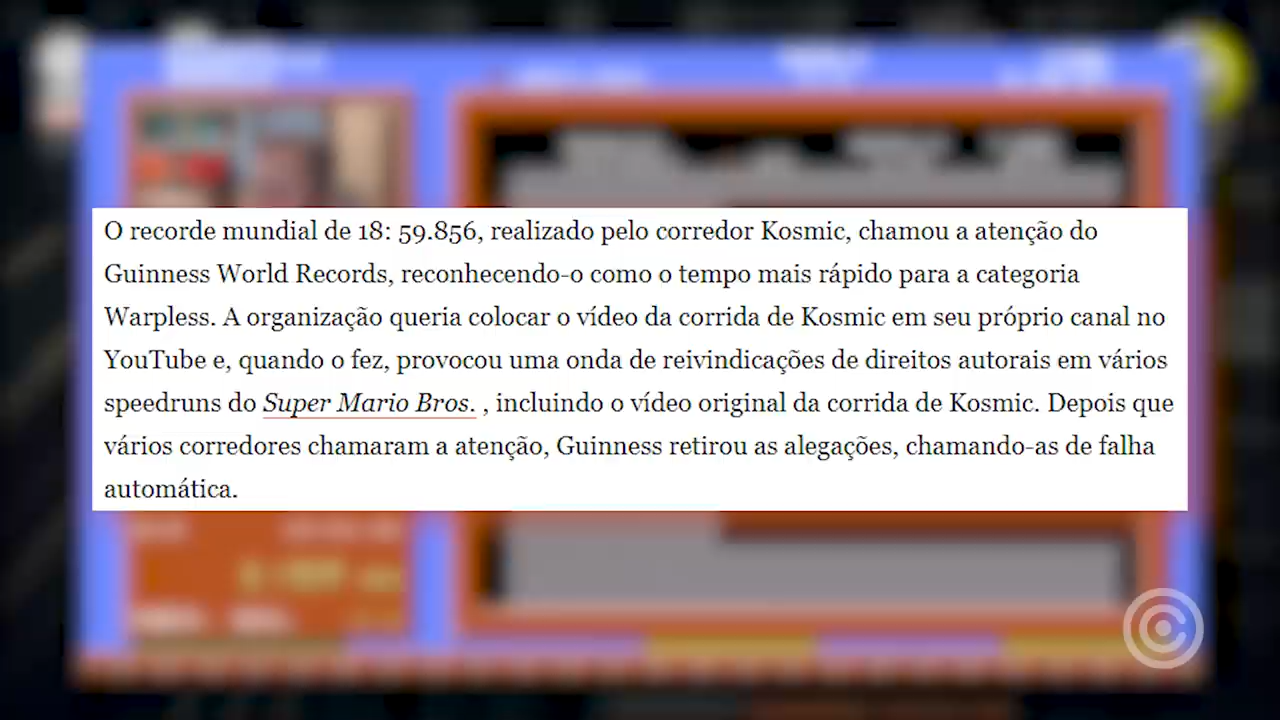 O recorde mundial de 18: 59.856, realizado pelo corredor Kosmic, chamou a atenção do
Guinness World Records, reconhecendo-o como o tempo mais rápido para a categoria
Warpless. A organização queria colocar o vídeo da corrida de Kosmic em seu próprio canal no
YouTube e, quando o fez, provocou uma onda de reivindicações de direitos autorais em vários
speedruns do Super Mario Bros. , incluindo o vídeo original da corrida de Kosmic. Depois que
vários corredores chamaram a atenção, Guinness retirou as alegações, chamando-as de falha
automática.